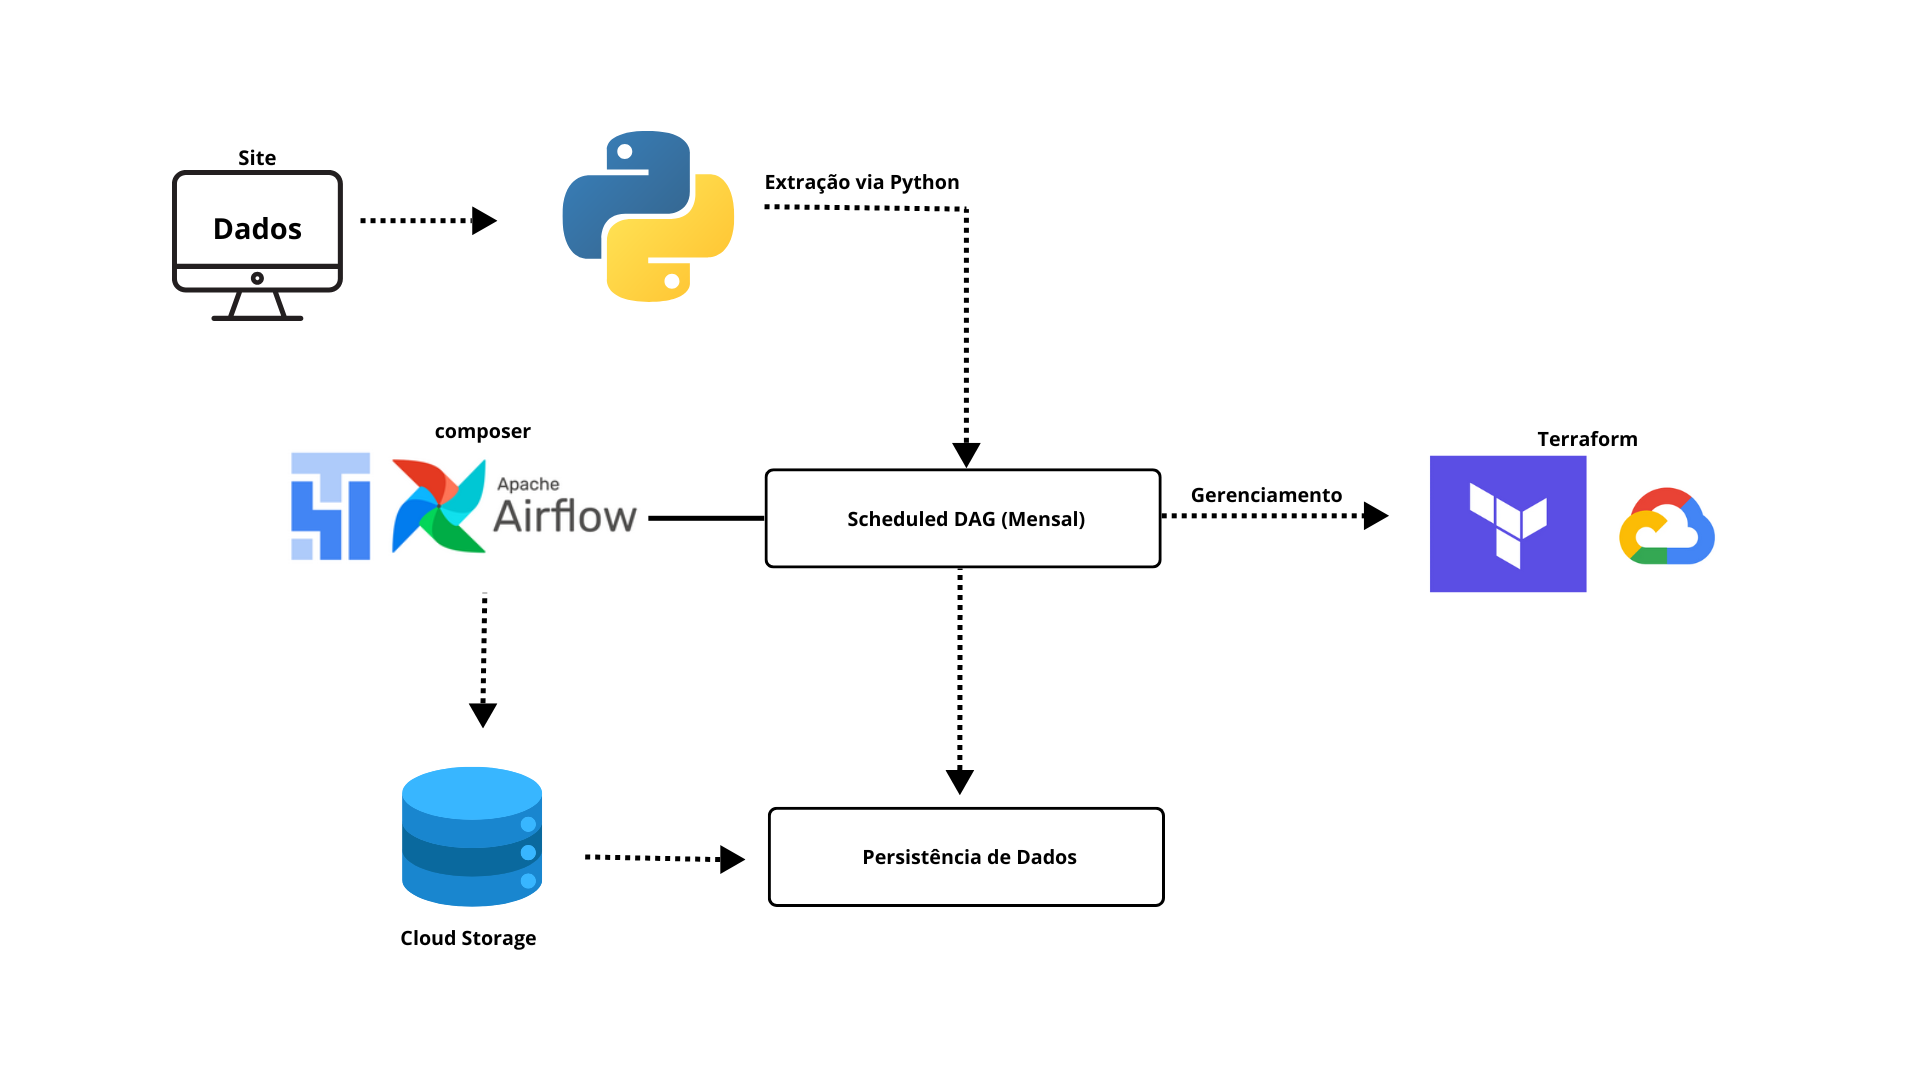 Site
Dados
Extração via Python
composer
Apache
Airflow
Scheduled DAG (Mensal)
Gerenciamento
Terraform
Persistência de Dados
Cloud Storage